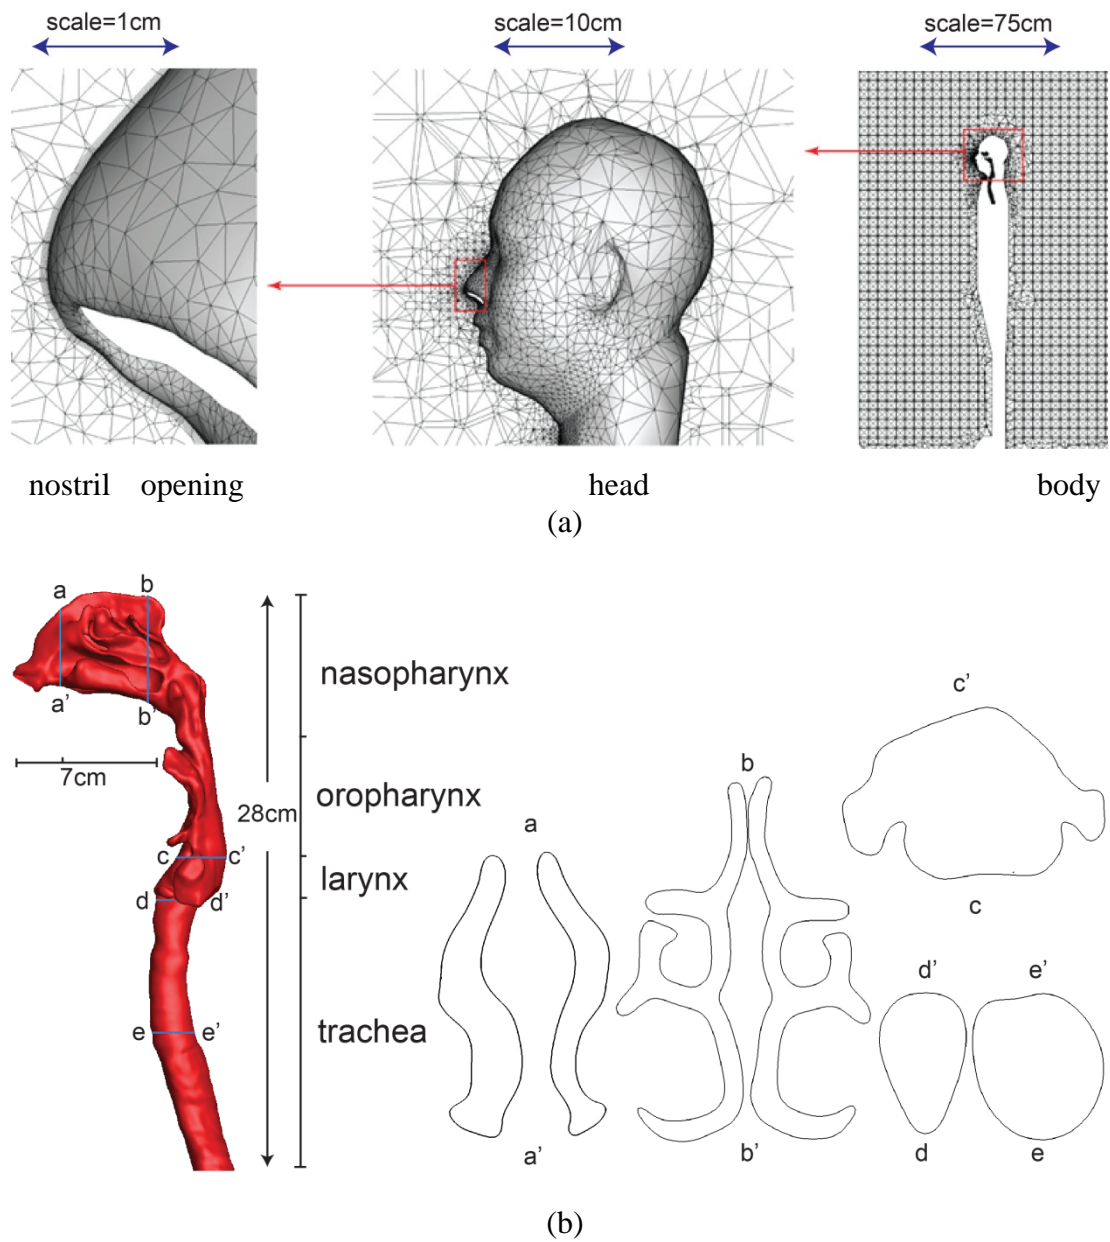 scale=1cm scale=10cm scale=75cm
nostril opening head body
(a)
a b
nasopharynx
a’ b’
c’
7cm
b
oropharynx
28cm
a
c c’
larynx
d d’
c
d’ e’
trachea
e e’
a’ b’ d e
(b)